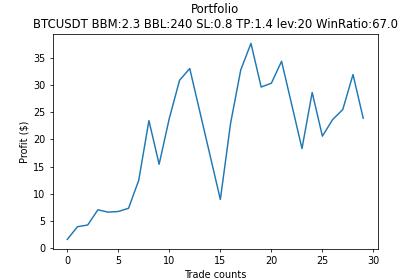 Portfolio
BTCUSDT BBM:2.3 BBL:240 SL:0.8 TP:1.4 lev:20 WinRatio:67.0
35
30
25
20
15
10
5
0
Profit ($)
0 5 10 15 20 25 30
Trade counts